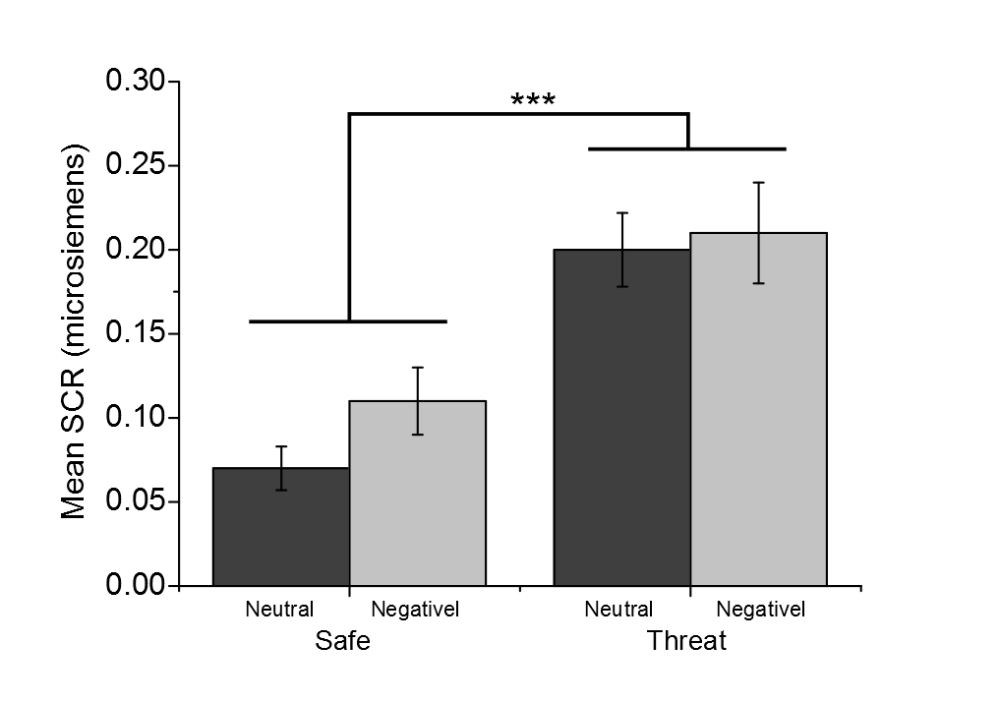 ***
0.30
0.25
0.20
0.15
0.10
0.05
0.00
Mean SCR (microsiemens)
Neutral Negativel Neutral Negativel
Safe Threat